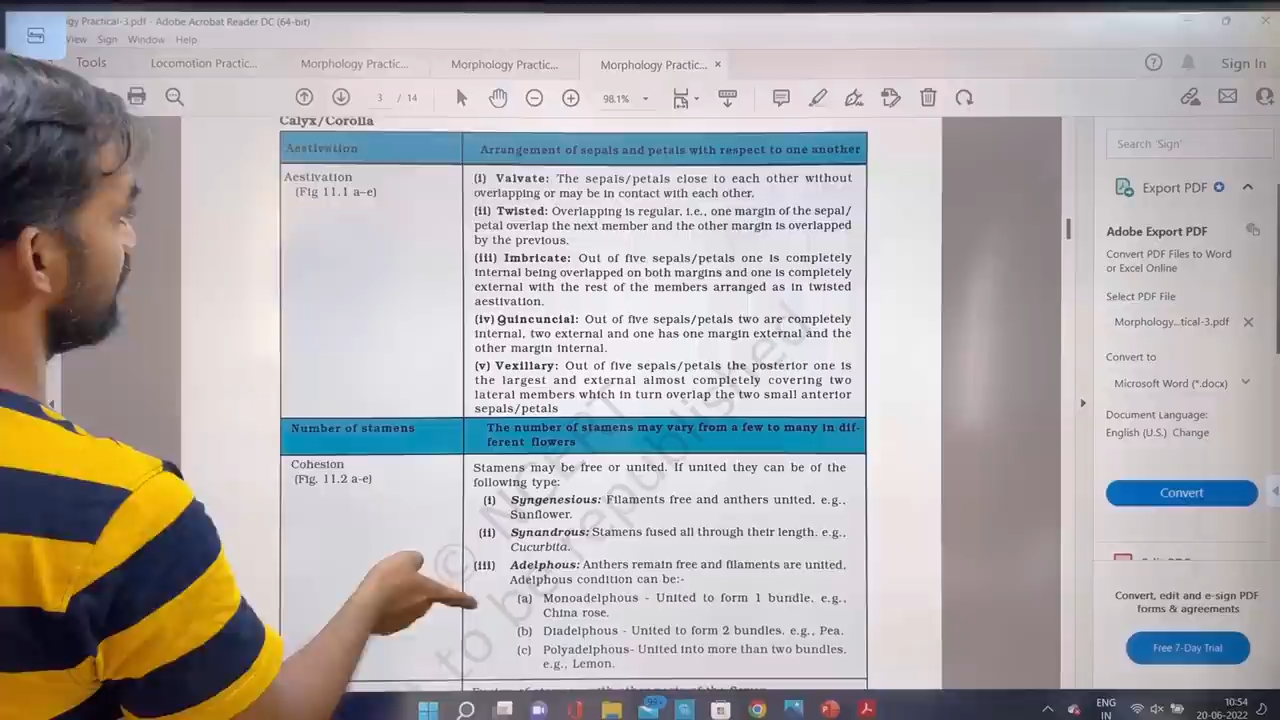 gy Practical-3.pdf - Adobe Acrobat Reader DC (64-bit)
View Sign Window Help
Tools Locomotion Practic... Morphology Practic... Morphology Practic... Morphology Practic... × Sign In
3 / 14 98.1%
Calyx/Corolla
Aestivation Arrangement of sepals and petals with respect to one another
Aestivation
(Fig 11.1 a–e)
(i) Valvate: The sepals/petals close to each other without
overlapping or may be in contact with each other.
(ii) Twisted: Overlapping is regular, i.e., one margin of the sepal/
petal overlap the next member and the other margin is overlapped
by the previous.
(iii) Imbricate: Out of five sepals/petals one is completely
internal being overlapped on both margins and one is completely
external with the rest of the members arranged as in twisted
aestivation.
(iv) Quincuncial: Out of five sepals/petals two are completely
internal, two external and one has one margin external and the
other margin internal.
(v) Vexillary: Out of five sepals/petals the posterior one is
the largest and external almost completely covering two
lateral members which in turn overlap the two small anterior
sepals/petals
Number of stamens The number of stamens may vary from a few to many in dif-
ferent flowers
Cohesion
(Fig. 11.2 a-e)
Stamens may be free or united. If united they can be of the
following type:
(i) Syngenesious: Filaments free and anthers united. e.g.,
Sunflower.
(ii) Synandrous: Stamens fused all through their length. e.g.,
Cucurbita.
(iii) Adelphous: Anthers remain free and filaments are united.
Adelphous condition can be:-
(a) Monoadelphous - United to form 1 bundle. e.g.,
China rose.
(b) Diadelphous - United to form 2 bundles. e.g., Pea.
(c) Polyadelphous- United into more than two bundles.
e.g., Lemon.
to be republished
Search 'Sign'
Export PDF
Adobe Export PDF
Convert PDF Files to Word
or Excel Online
Select PDF File
Morphology...tical-3.pdf ×
Convert to
Microsoft Word (*.docx)
Document Language:
English (U.S.) Change
Convert
Convert, edit and e-sign PDF
forms & agreements
Free 7-Day Trial
99+
ENG
IN
10:54
20-06-2022